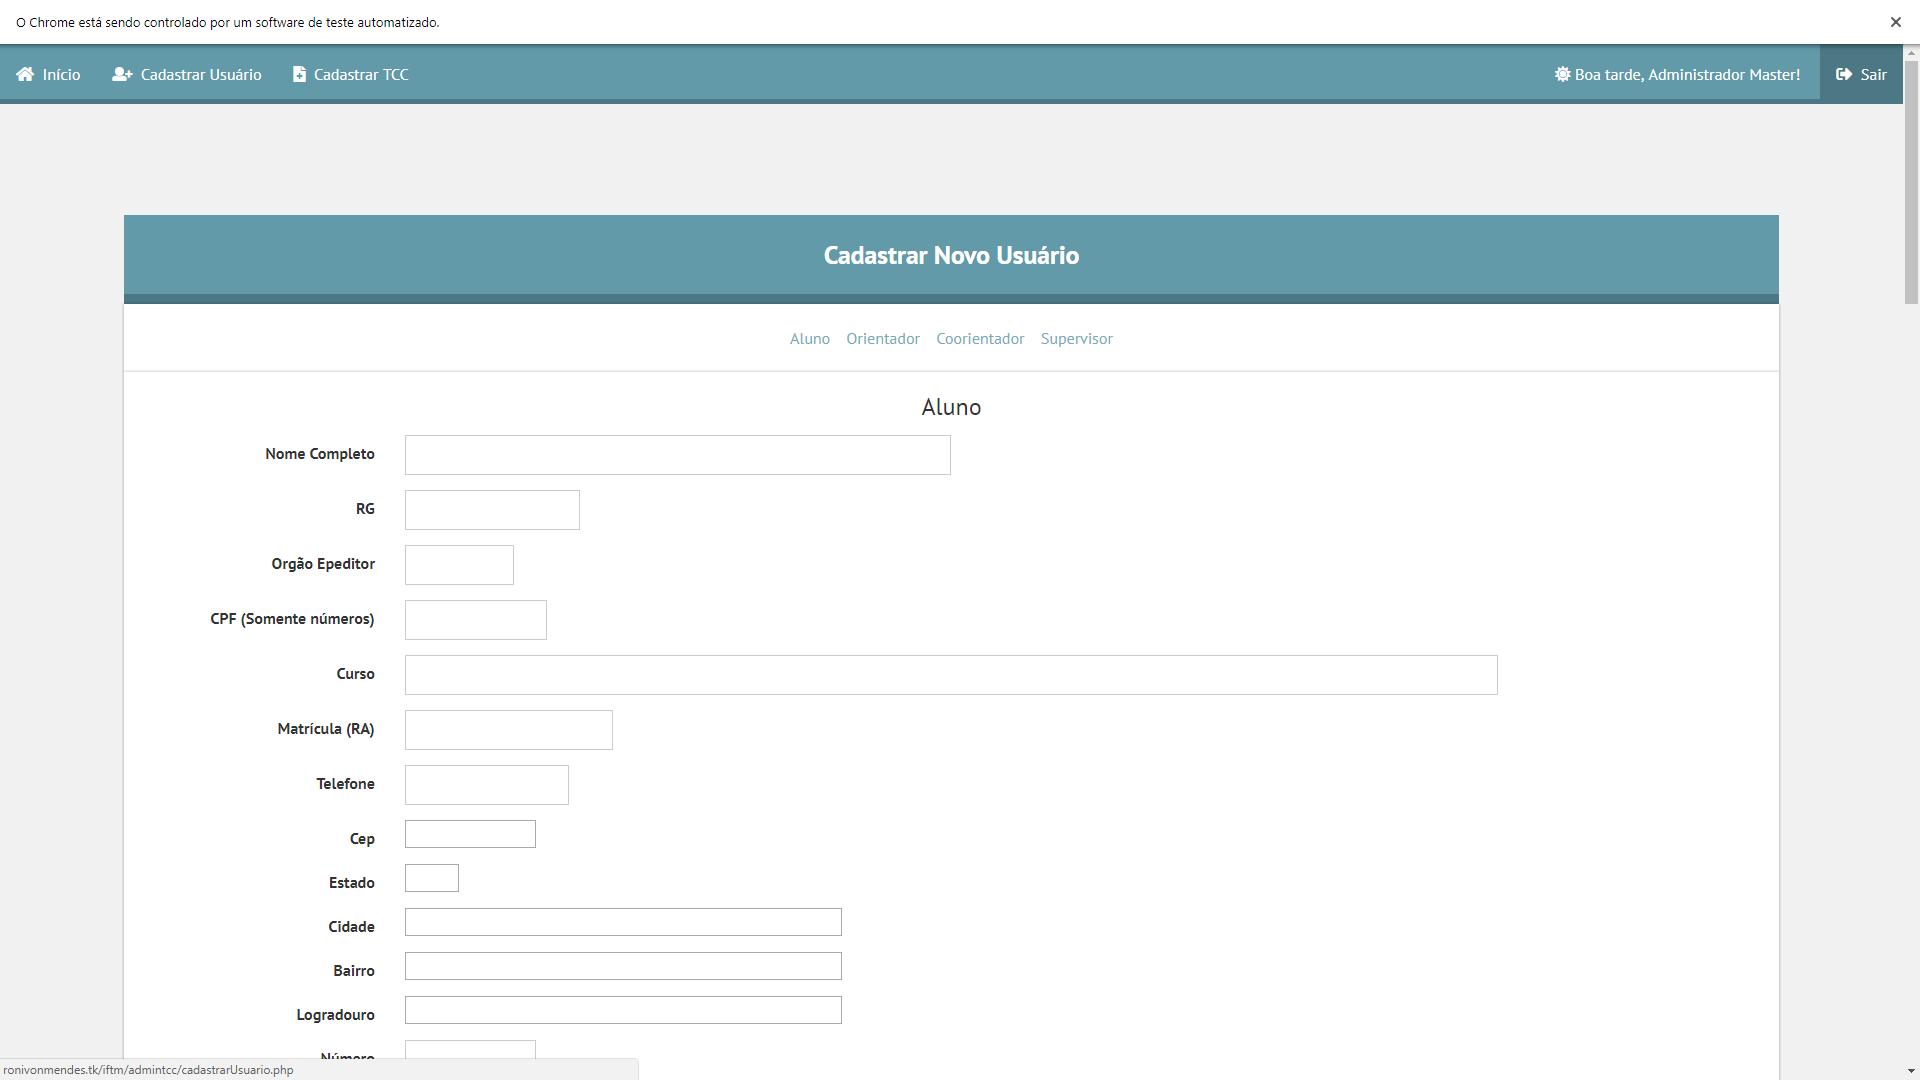 O Chrome está sendo controlado por um software de teste automatizado.
Início Cadastrar Usuário Cadastrar TCC Boa tarde, Administrador Master! Sair
Cadastrar Novo Usuário
Aluno Orientador Coorientador Supervisor
Aluno
Nome Completo
RG
Orgão Epeditor
CPF (Somente números)
Curso
Matrícula (RA)
Telefone
Cep
Estado
Cidade
Bairro
Logradouro
Número
ronivonmendes.tk/iftm/admintcc/cadastrarUsuario.php